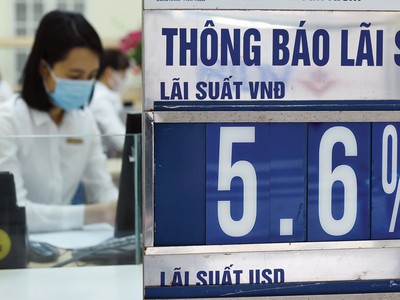 THÔNG BÁO LÃI
LÃI SUẤT VNĐ
5.6%
LÃI SUẤT USD